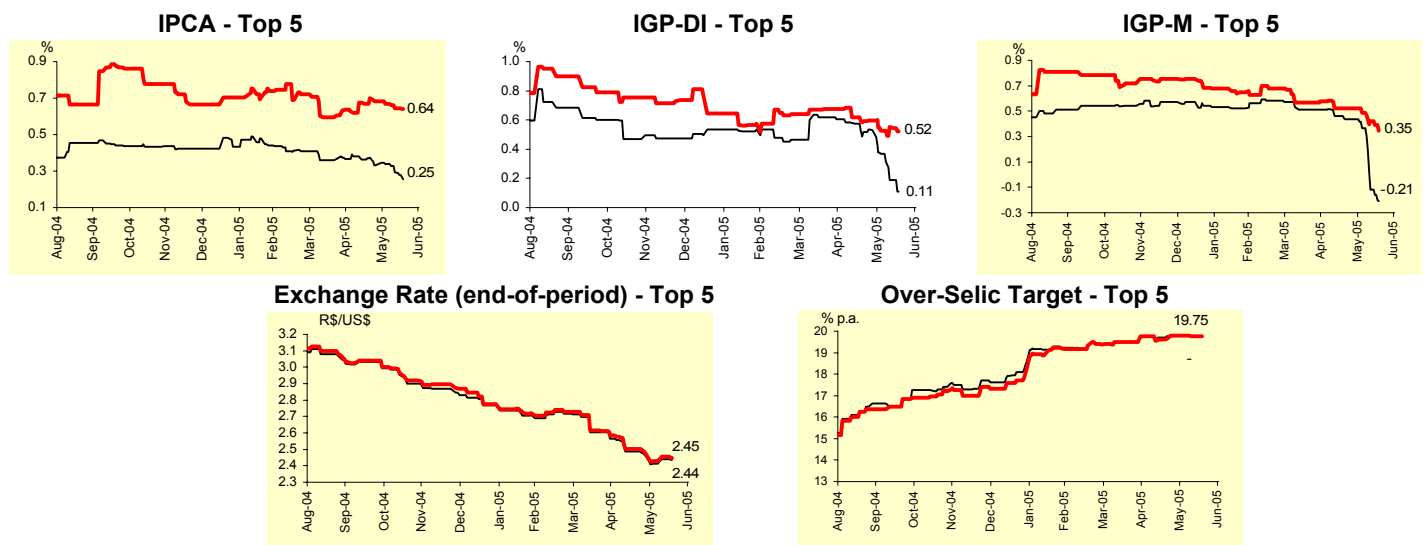 IPCA - Top 5
%
0.9
0.7
0.5
0.3
0.1
0.64
0.25
Aug-04
Sep-04
Oct-04
Nov-04
Dec-04
Jan-05
Feb-05
Mar-05
Apr-05
May-05
Jun-05
IGP-DI - Top 5
%
1.0
0.8
0.6
0.4
0.2
0.0
0.52
0.11
Aug-04
Sep-04
Oct-04
Nov-04
Dec-04
Jan-05
Feb-05
Mar-05
Apr-05
May-05
Jun-05
IGP-M - Top 5
%
0.9
0.7
0.5
0.3
0.1
-0.1
-0.3
0.35
-0.21
Aug-04
Sep-04
Oct-04
Nov-04
Dec-04
Jan-05
Feb-05
Mar-05
Apr-05
May-05
Jun-05
Exchange Rate (end-of-period) - Top 5
R$/US$
3.2
3.1
3.0
2.9
2.8
2.7
2.6
2.5
2.4
2.3
2.45
2.44
Aug-04
Sep-04
Oct-04
Nov-04
Dec-04
Jan-05
Feb-05
Mar-05
Apr-05
May-05
Jun-05
Over-Selic Target - Top 5
% p.a.
20
19
18
17
16
15
14
13
19.75
-
Aug-04
Sep-04
Oct-04
Nov-04
Dec-04
Jan-05
Feb-05
Mar-05
Apr-05
May-05
Jun-05